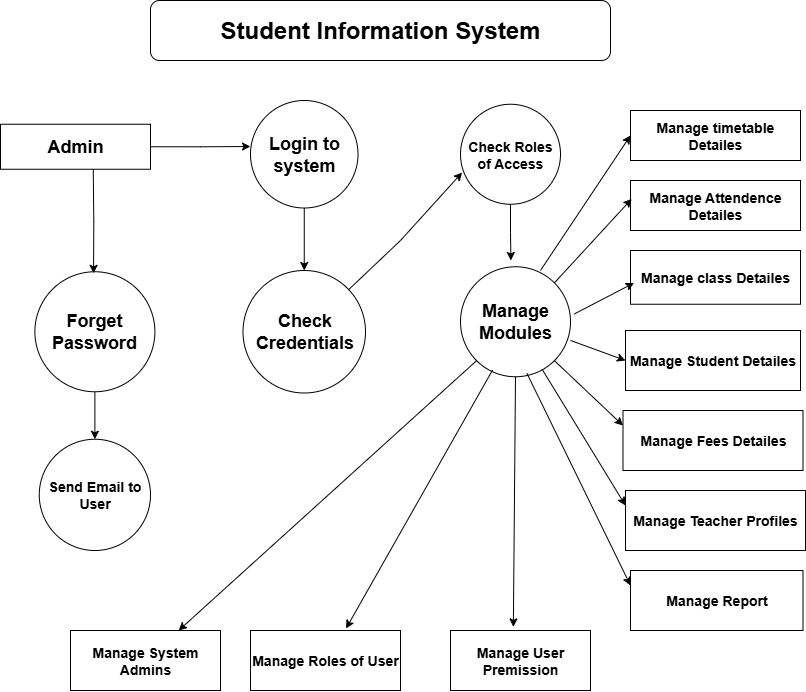 Student Information System
Admin
Login to
system
Check Roles
of Access
Manage timetable
Detailes
Manage Attendence
Detailes
Manage class Detailes
Forget
Password
Check
Credentials
Manage
Modules
Manage Student Detailes
Manage Fees Detailes
Send Email to
User
Manage Teacher Profiles
Manage Report
Manage System
Admins
Manage Roles of User
Manage User
Premission